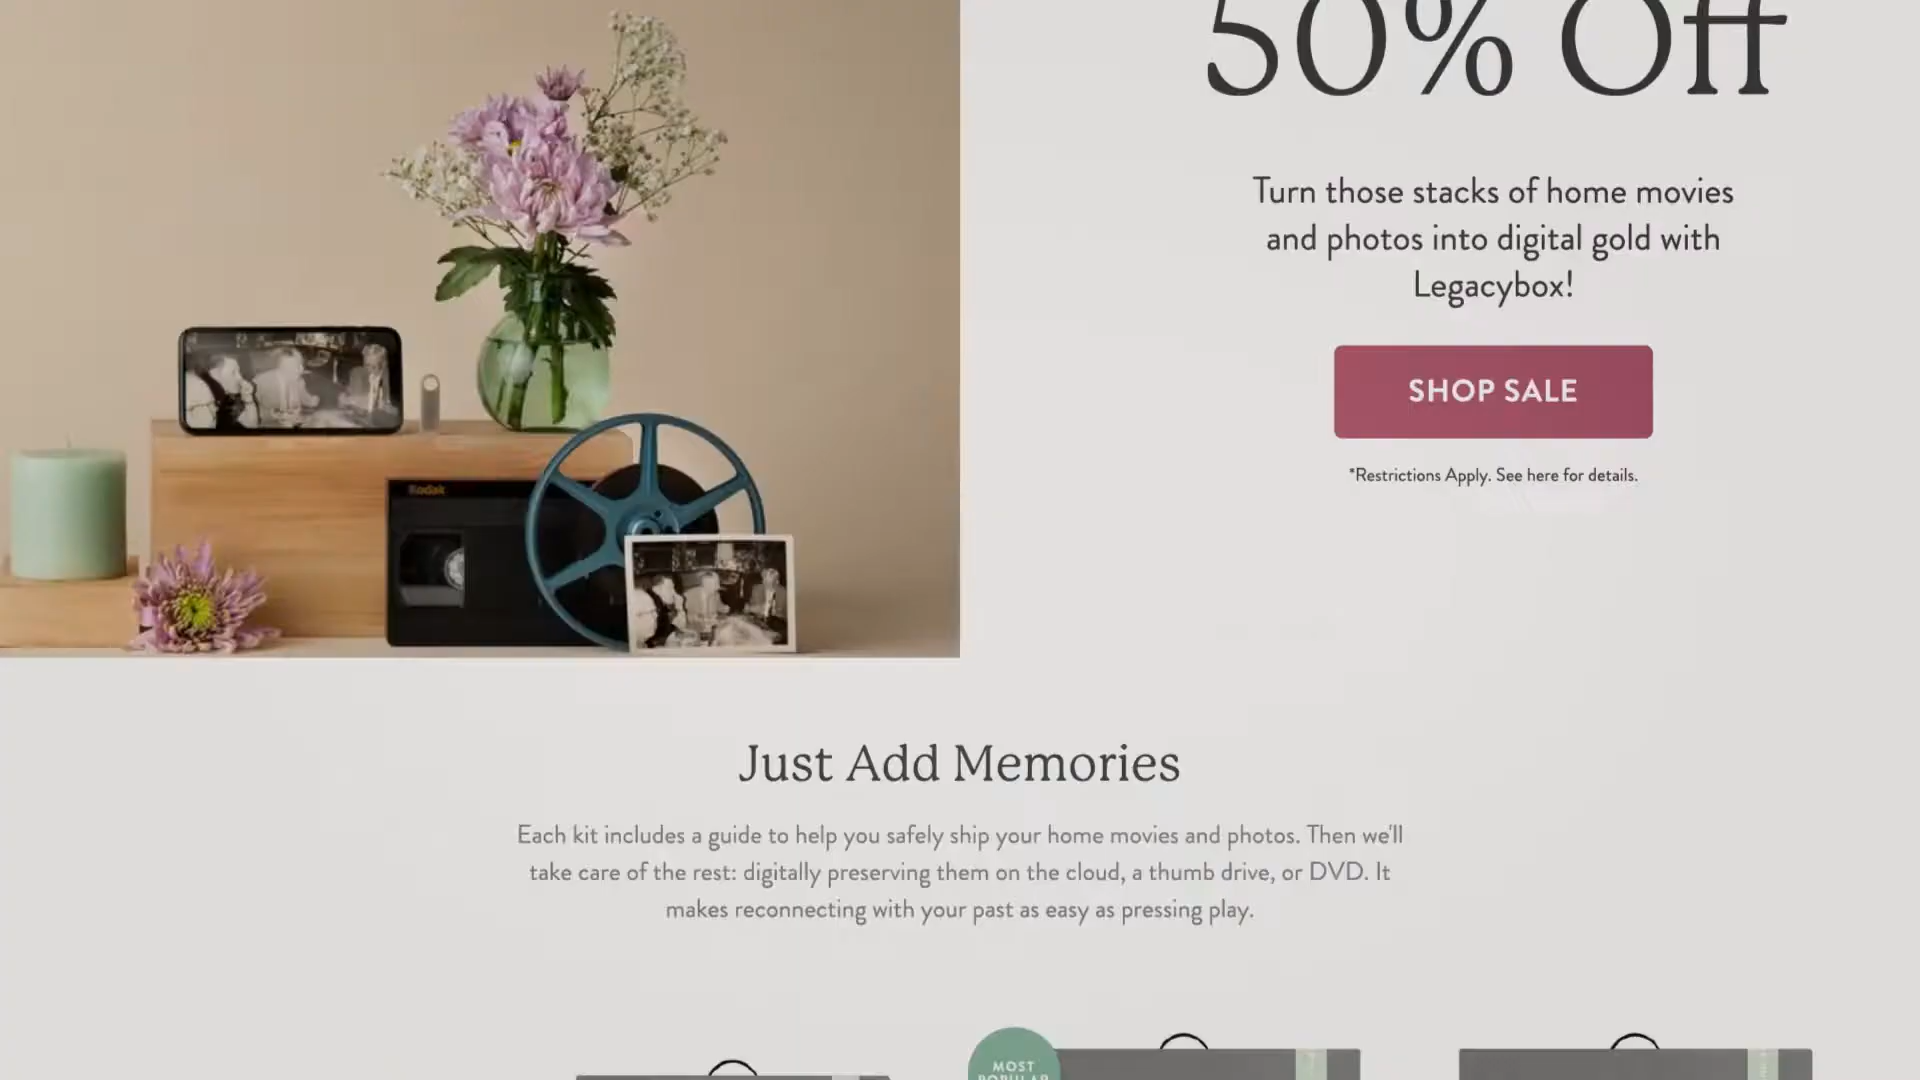 50% Off
Turn those stacks of home movies
and photos into digital gold with
Legacybox!
SHOP SALE
*Restrictions Apply. See here for details.
Kodak
Just Add Memories
Each kit includes a guide to help you safely ship your home movies and photos. Then we'll
take care of the rest: digitally preserving them on the cloud, a thumb drive, or DVD. It
makes reconnecting with your past as easy as pressing play.
MOST
POPULAR